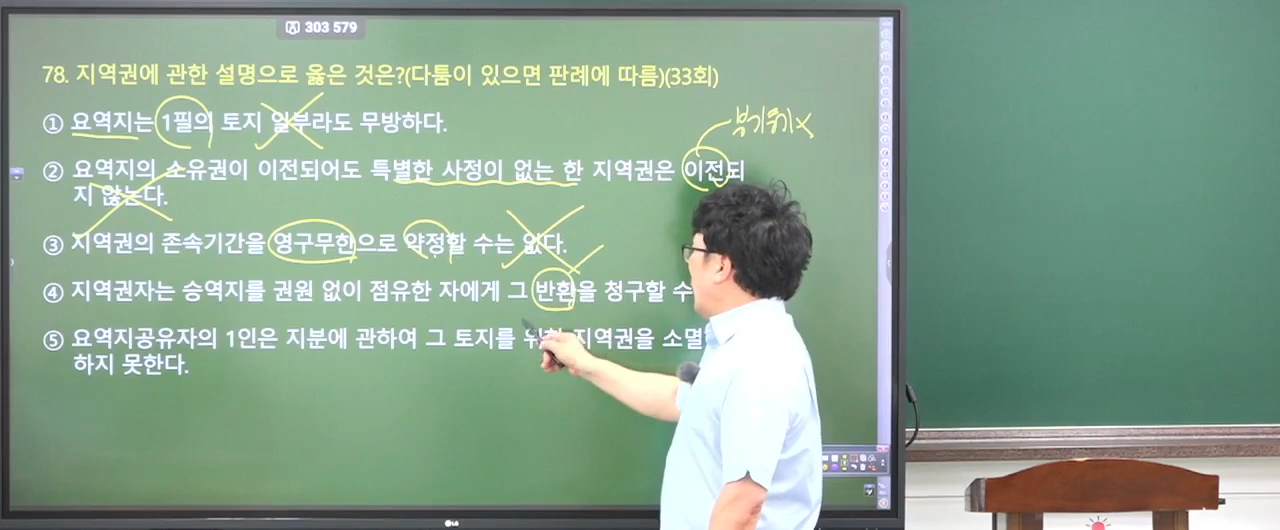 303 579
78. 지역권에 관한 설명으로 옳은 것은?(다툼이 있으면 판례에 따름)(33회)
① 요역지는 1필의 토지 일부라도 무방하다.
부기등기X
② 요역지의 소유권이 이전되어도 특별한 사정이 없는 한 지역권은 이전되
지 않는다.
③ 지역권의 존속기간을 영구무한으로 약정할 수는 없다.
④ 지역권자는 승역지를 권원 없이 점유한 자에게 그 반환을 청구할 수
⑤ 요역지공유자의 1인은 지분에 관하여 그 토지를 위한 지역권을 소멸
하지 못한다.
LG